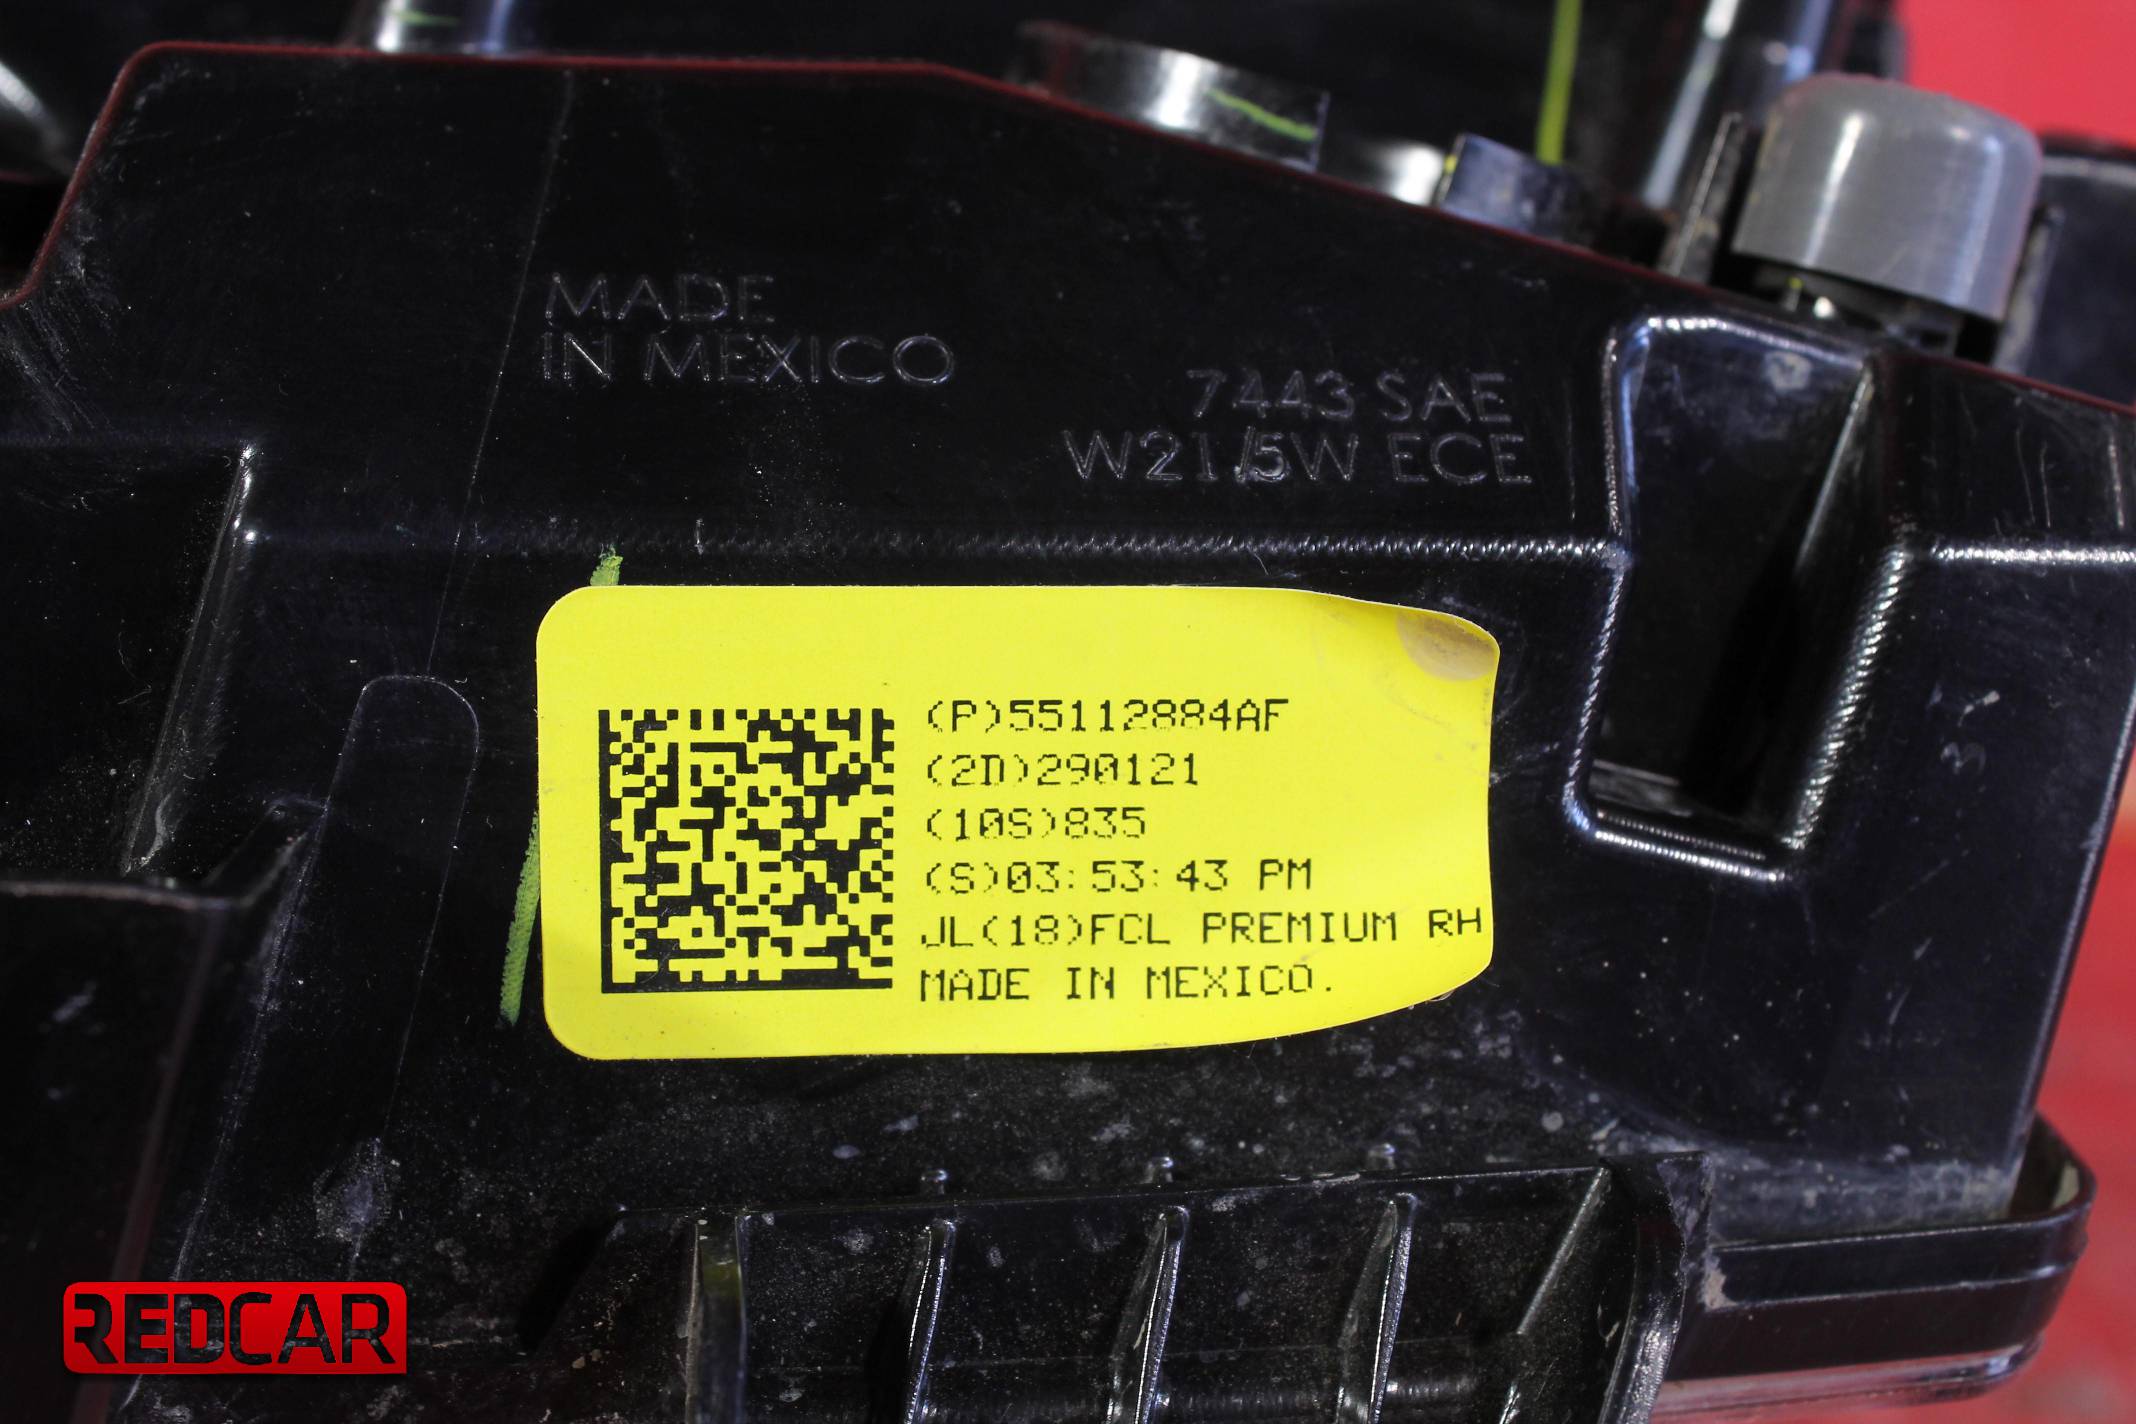 MADE
IN MEXICO
7443 SAE
W21/5W ECE
(P)55112884AF
(2D)290121
(10S)835
(S)03:53:43 PM
JL(18)FCL PREMIUM RH
MADE IN MEXICO.
REDCAR